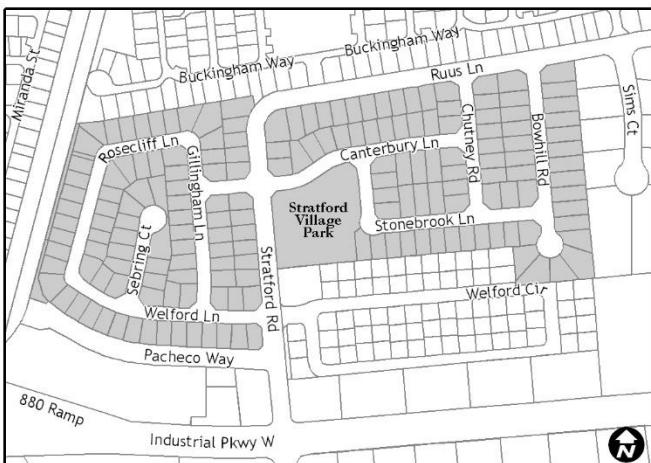 Buckingham Way
Buckingham Way
Miranda St
Ruus Ln
Sims Ct
Rosecliff Ln
Gillingham Ln
Canterbury Ln
Chutney Rd
Bowhill Rd
Stratford
Village
Park
Stonebrook Ln
Sebring Ct
Stratford Rd
Welford Cir
Welford Ln
Pacheco Way
880 Ramp
Industrial Pkwy W
N